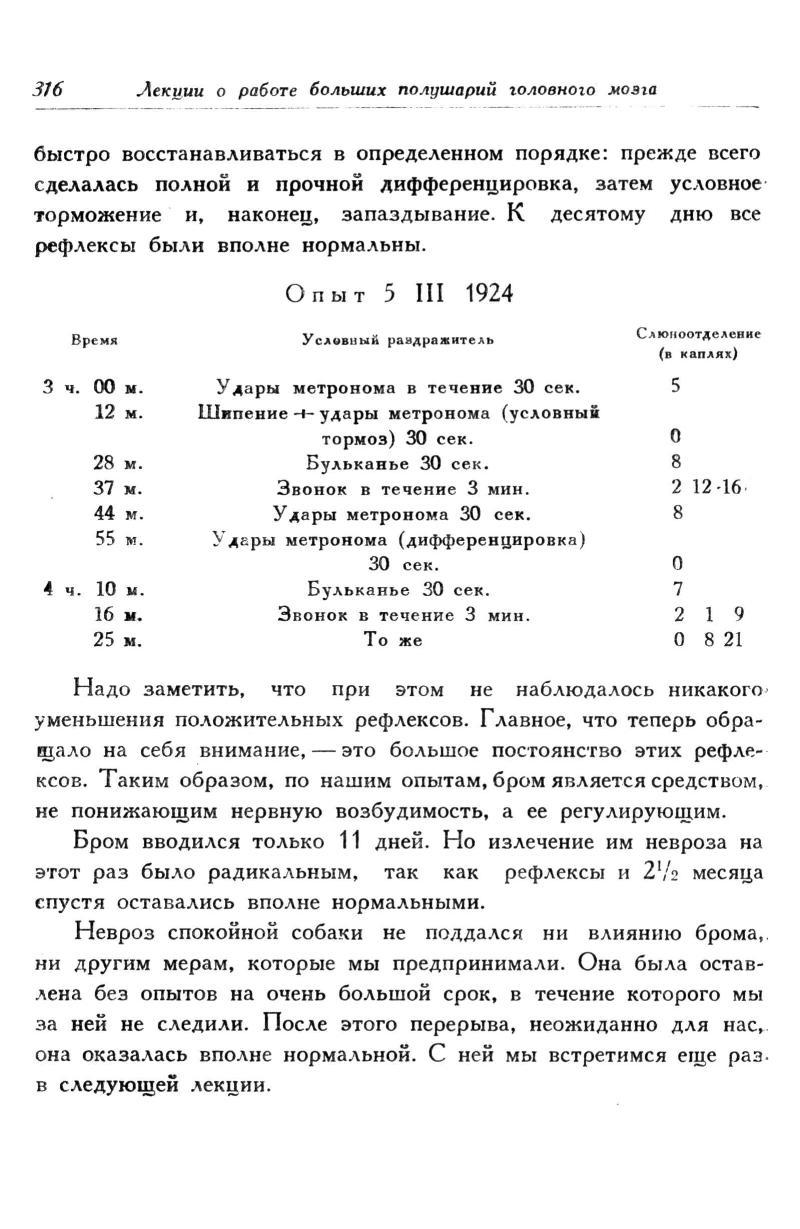 316 Лекции о работе больших полушарий головного мозга
быстро восстанавливаться в определенном порядке: прежде всего
сделалась полной и прочной дифференцировка, затем условное
торможение и, наконец, запаздывание. К десятому дню все
рефлексы были вполне нормальны.
Опыт 5 III 1924
Время Условный раздражитель Слюноотделение
(в каплях)
3 ч. 00 м. Удары метронома в течение 30 сек. 5
12 м. Шипение + удары метронома (условный
тормоз) 30 сек. 0
28 м. Бульканье 30 сек. 8
37 м. Звонок в течение 3 мин. 2 12 16
44 м. Удары метронома 30 сек. 8
55 м. Удары метронома (дифференцировка)
30 сек. 0
4 ч. 10 м. Бульканье 30 сек. 7
16 м. Звонок в течение 3 мин. 2 1 9
25 м. То же 0 8 21
Надо заметить, что при этом не наблюдалось никакого
уменьшения положительных рефлексов. Главное, что теперь обра-
щало на себя внимание, — это большое постоянство этих рефле-
ксов. Таким образом, по нашим опытам, бром является средством,
не понижающим нервную возбудимость, а ее регулирующим.
Бром вводился только 11 дней. Но излечение им невроза на
этот раз было радикальным, так как рефлексы и 2¹/₂ месяца
спустя оставались вполне нормальными.
Невроз спокойной собаки не поддался ни влиянию брома,
ни другим мерам, которые мы предпринимали. Она была остав-
лена без опытов на очень большой срок, в течение которого мы
за ней не следили. После этого перерыва, неожиданно для нас,
она оказалась вполне нормальной. С ней мы встретимся еще раз
в следующей лекции.